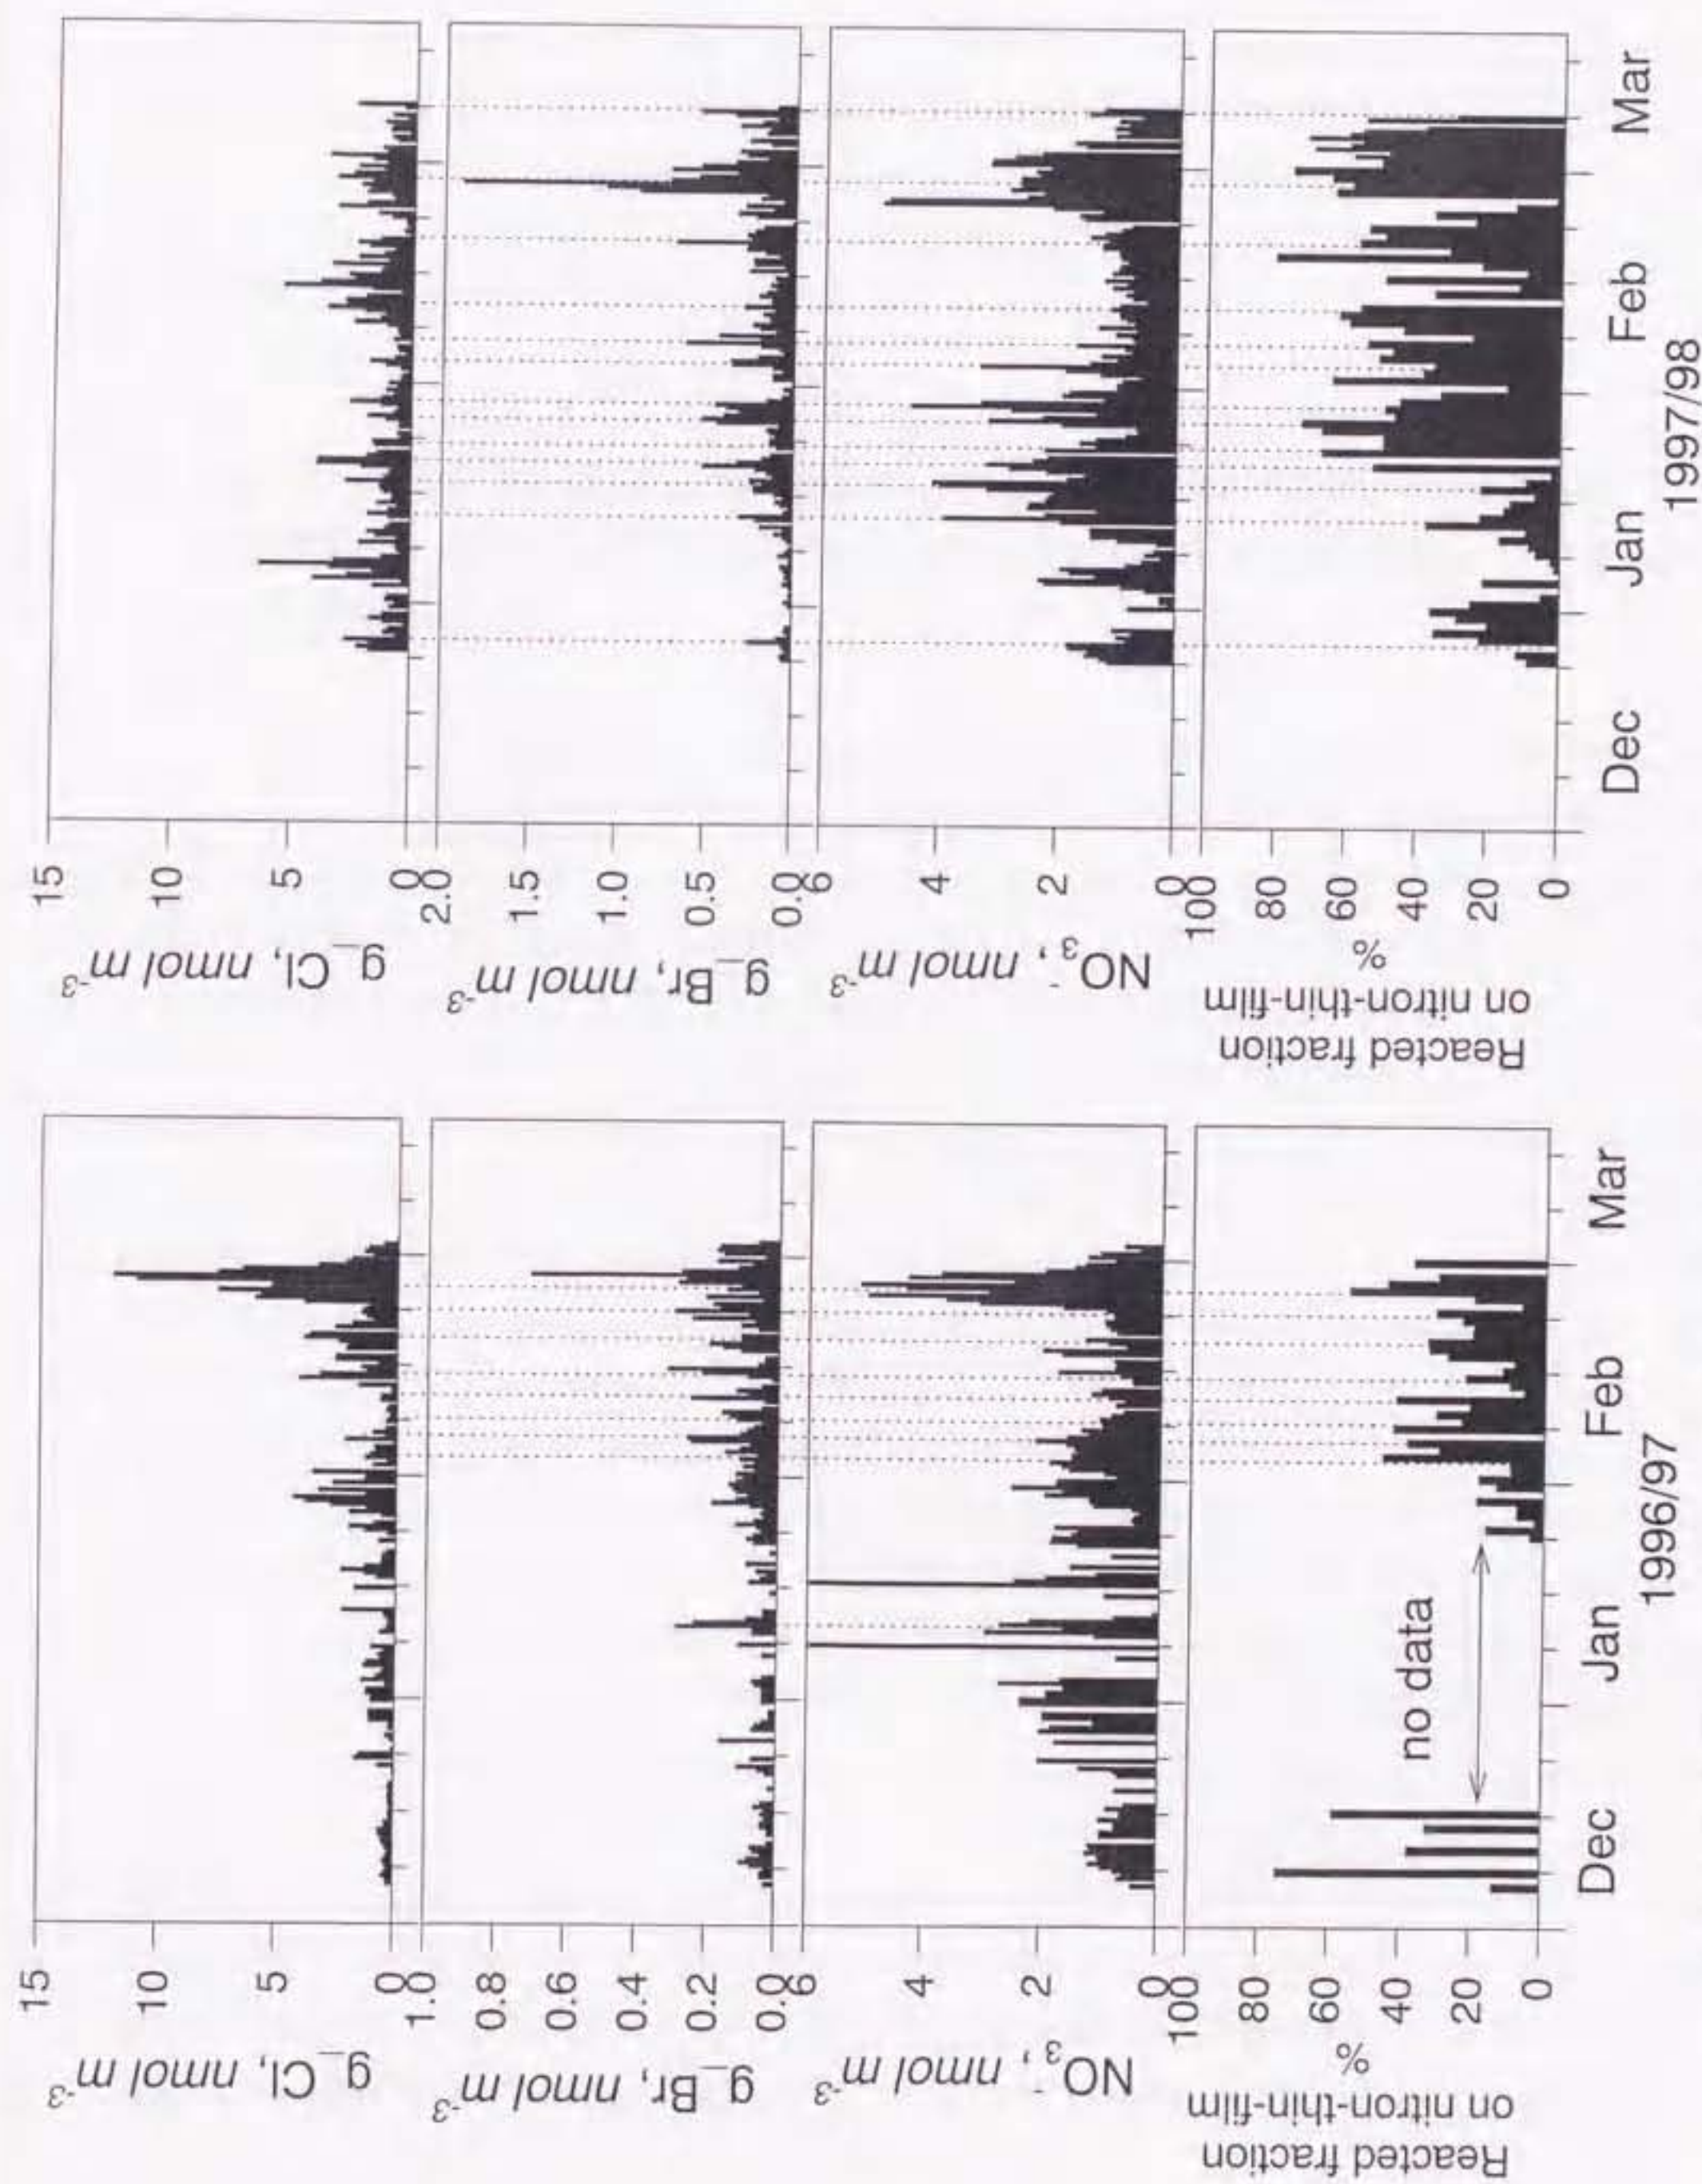 g_Cl, nmol m-3
15
10
5
0
g_Br, nmol m-3
1.0
0.8
0.6
0.4
0.2
0.0
NO3-, nmol m-3
6
4
2
0
Reacted fraction
on nitron-thin-film
%
100
80
60
40
20
0
no data
Dec
Jan
Feb
Mar
1996/97
g_Cl, nmol m-3
15
10
5
0
g_Br, nmol m-3
2.0
1.5
1.0
0.5
0.0
NO3-, nmol m-3
6
4
2
0
Reacted fraction
on nitron-thin-film
%
100
80
60
40
20
0
Dec
Jan
Feb
Mar
1997/98